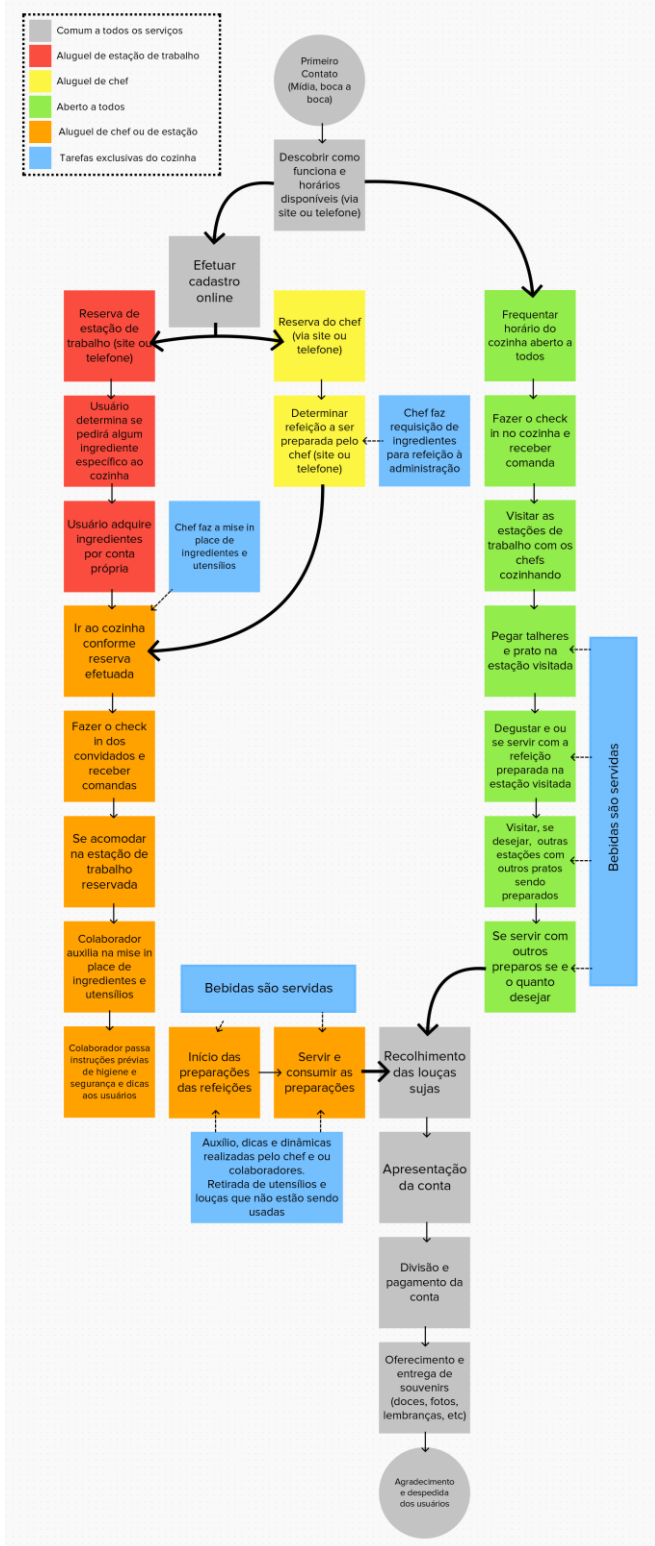 Comum a todos os serviços
Aluguel de estação de trabalho
Aluguel de chef
Aberto a todos
Aluguel de chef ou de estação
Tarefas exclusivas do cozinha
Primeiro
Contato
(Mídia, boca a
boca)
Descobrir como
funciona e
horários
disponíveis (via
site ou telefone)
Efetuar
cadastro
online
Reserva de
estação de
trabalho (site ou
telefone)
Reserva do chef
(via site ou
telefone)
Frequentar
horário do
cozinha aberto a
todos
Usuário
determina se
pedirá algum
ingrediente
específico ao
cozinha
Determinar
refeição a ser
preparada pelo
chef (site ou
telefone)
Chef faz
requisição de
ingredientes
para refeição à
administração
Fazer o check
in no cozinha e
receber
comanda
Usuário adquire
ingredientes
por conta
própria
Chef faz a mise in
place de
ingredientes e
utensílios
Visitar as
estações de
trabalho com os
chefs
cozinhando
Ir ao cozinha
conforme
reserva
efetuada
Pegar talheres
e prato na
estação visitada
Fazer o check
in dos
convidados e
receber
comandas
Degustar e ou
se servir com a
refeição
preparada na
estação visitada
Bebidas são servidas
Se acomodar
na estação de
trabalho
reservada
Visitar, se
desejar, outras
estações com
outros pratos
sendo
preparados
Colaborador
auxilia na mise in
place de
ingredientes e
utensílios
Se servir com
outros
preparos se e
o quanto
desejar
Bebidas são servidas
Colaborador passa
instruções prévias
de higiene e
segurança e dicas
aos usuários
Início das
preparações
das refeições
Servir e
consumir as
preparações
Recolhimento
das louças
sujas
Auxílio, dicas e dinâmicas
realizadas pelo chef e ou
colaboradores.
Retirada de utensílios e
louças que não estão sendo
usadas
Apresentação
da conta
Divisão e
pagamento da
conta
Oferecimento e
entrega de
souvenirs
(doces, fotos,
lembranças, etc)
Agradecimento
e despedida
dos usuários